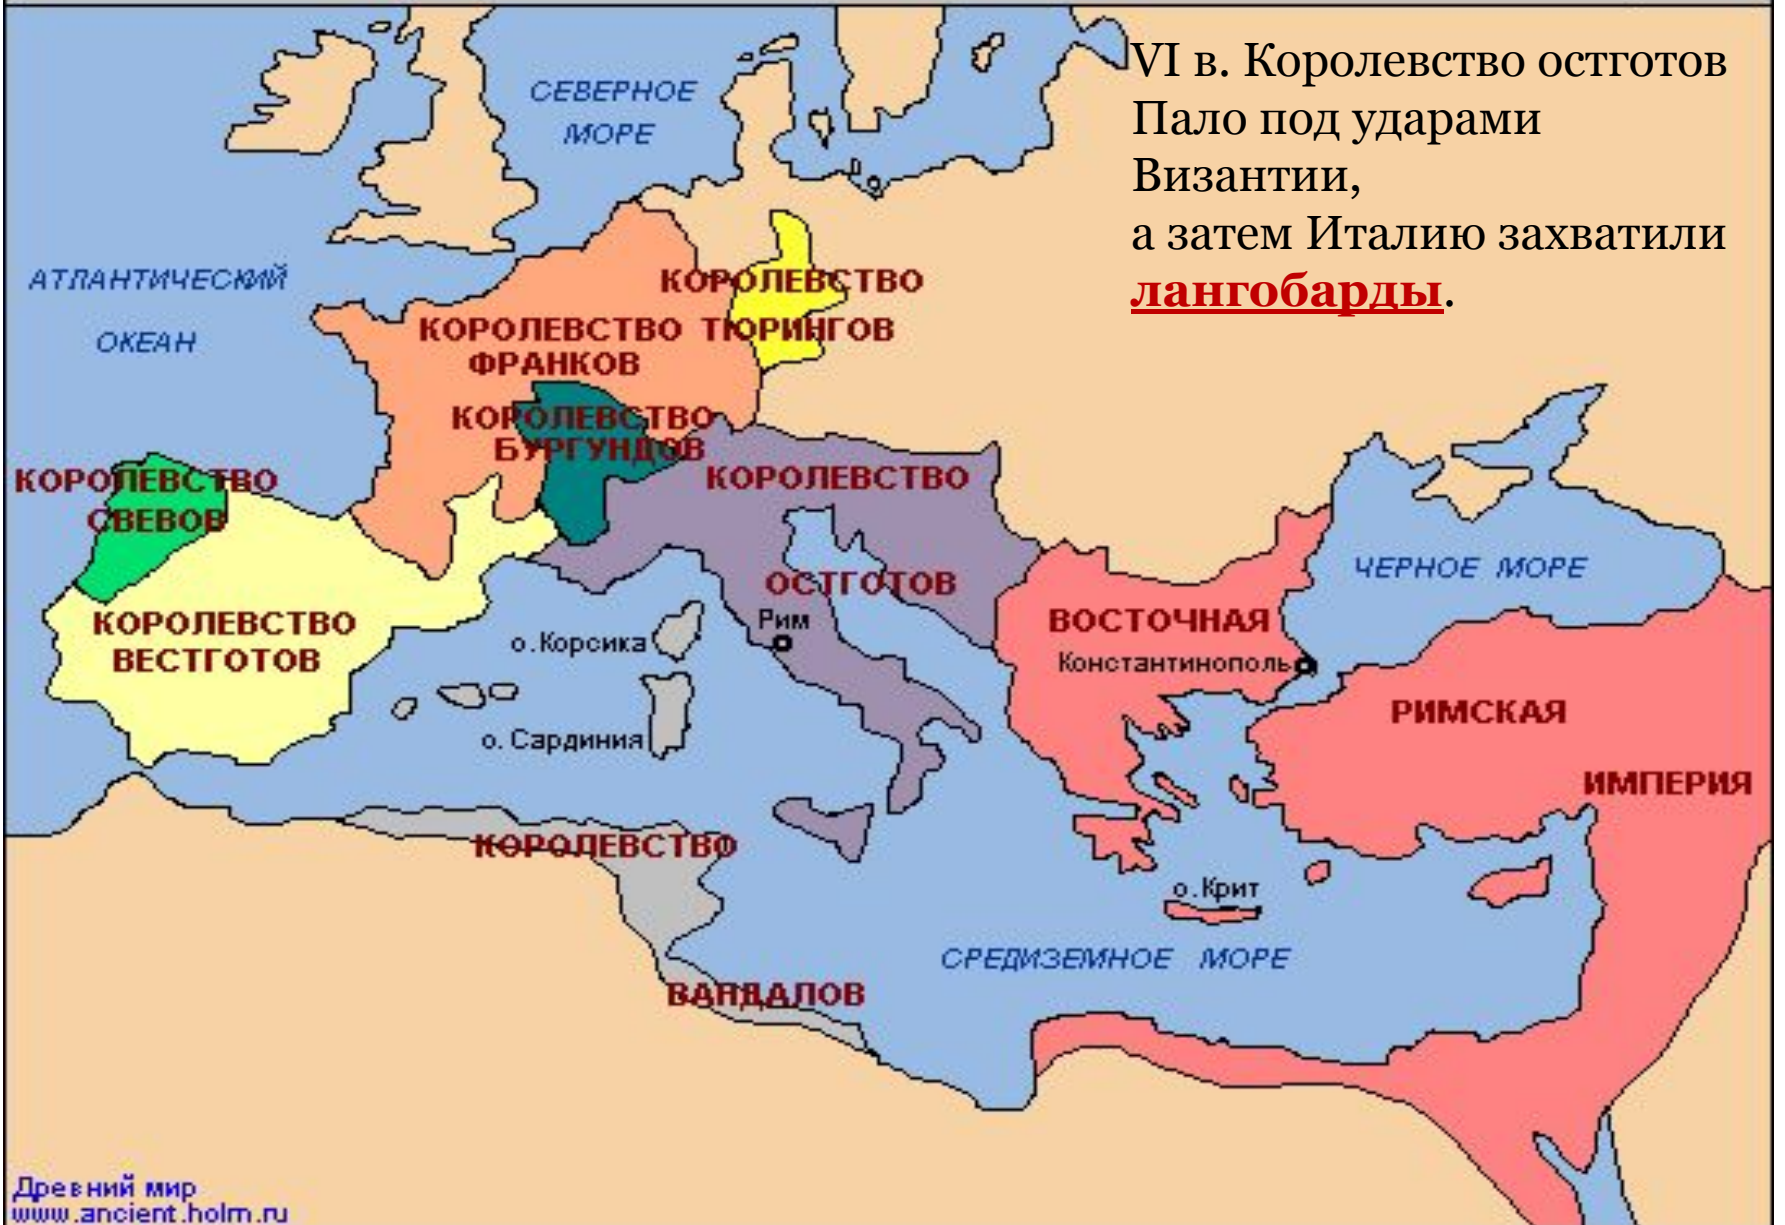 VI в. Королевство остготов
Пало под ударами
Византии,
а затем Италию захватили
лангобарды.
СЕВЕРНОЕ
МОРЕ
АТЛАНТИЧЕСКИЙ
ОКЕАН
КОРОЛЕВСТВО
ТЮРИНГОВ
КОРОЛЕВСТВО
ФРАНКОВ
КОРОЛЕВСТВО
БУРГУНДОВ
КОРОЛЕВСТВО
СВЕВОВ
КОРОЛЕВСТВО
ОСТГОТОВ
ЧЕРНОЕ МОРЕ
КОРОЛЕВСТВО
ВЕСТГОТОВ
о.Корсика
Рим
ВОСТОЧНАЯ
Константинополь
РИМСКАЯ
ИМПЕРИЯ
о. Сардиния
КОРОЛЕВСТВО
ВАНДАЛОВ
о.Крит
СРЕДИЗЕМНОЕ МОРЕ
Древний мир
www.ancient.holm.ru